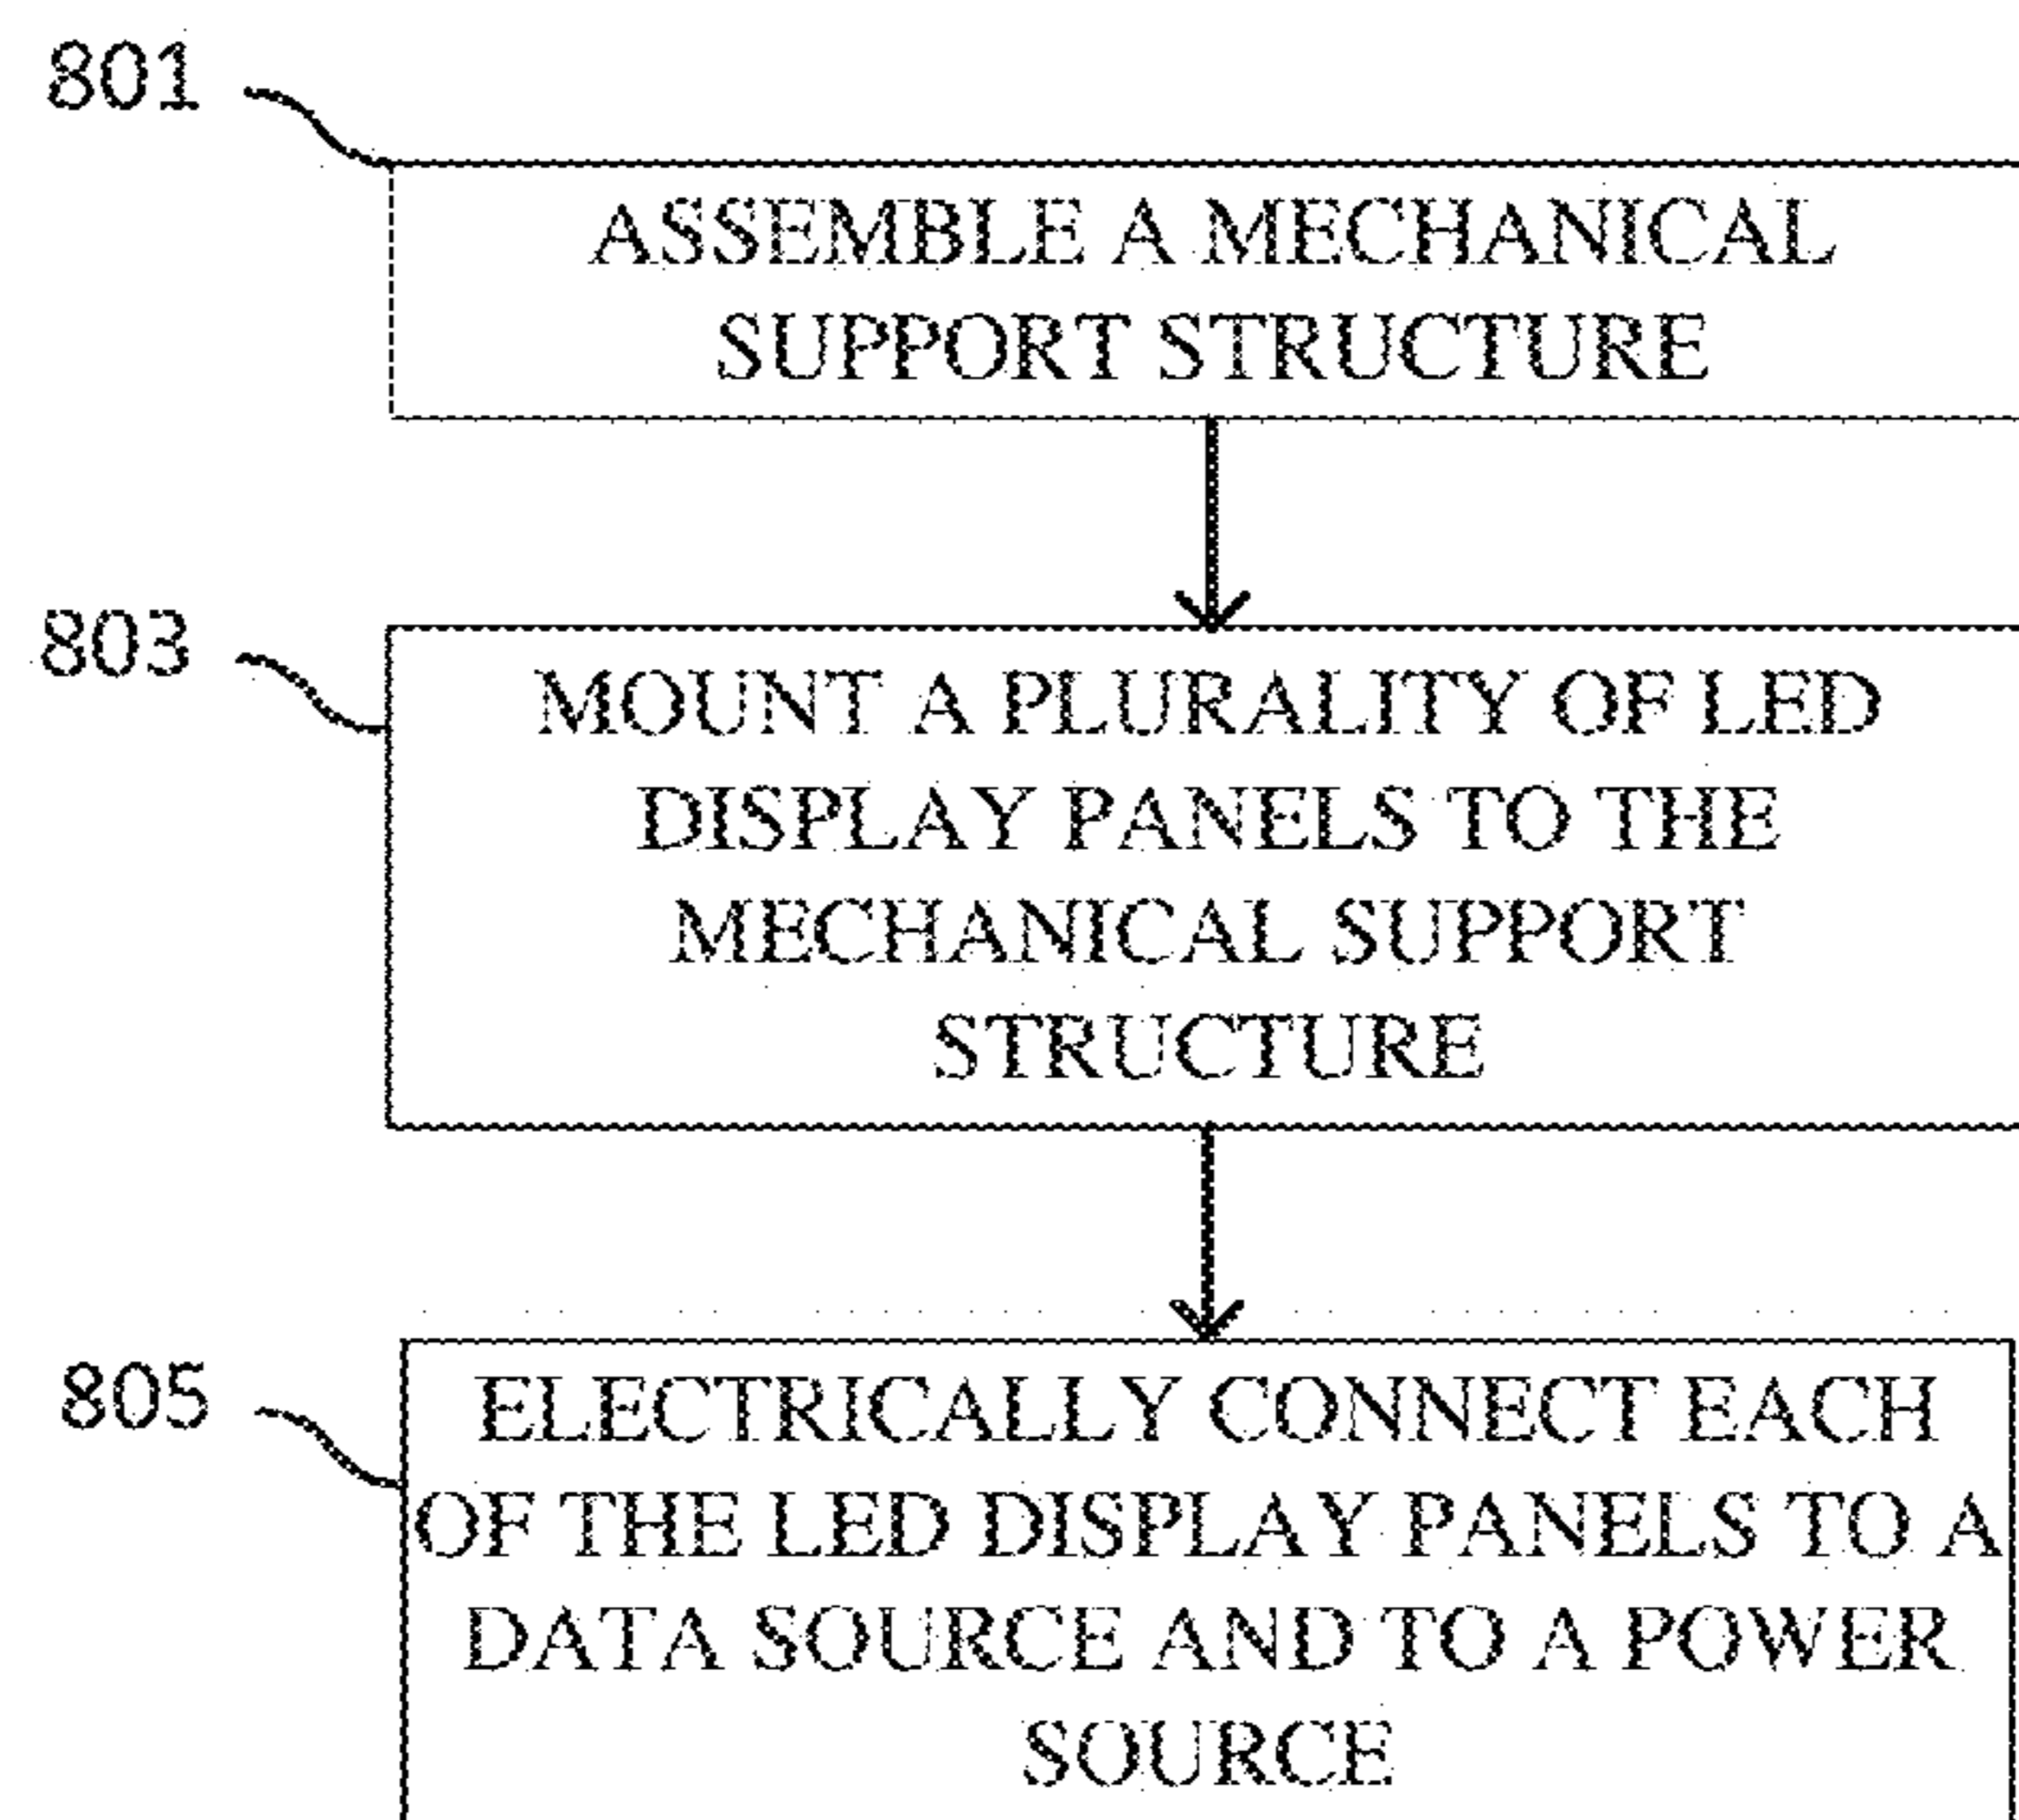 801
ASSEMBLE A MECHANICAL
SUPPORT STRUCTURE
803
MOUNT A PLURALITY OF LED
DISPLAY PANELS TO THE
MECHANICAL SUPPORT
STRUCTURE
805
ELECTRICALLY CONNECT EACH
OF THE LED DISPLAY PANELS TO A
DATA SOURCE AND TO A POWER
SOURCE